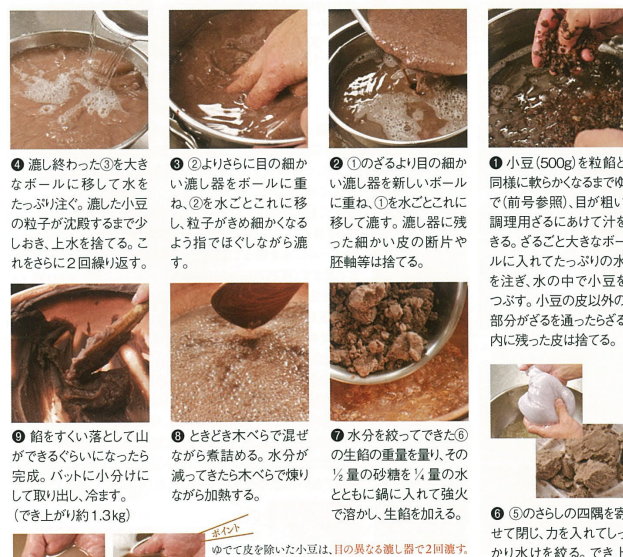 ❶ 小豆(500g)を粒餡と
同様に軟らかくなるまでゆ
で(前号参照)、目が粗い
調理用ざるにあけて汁を
きる。ざるごと大きなボー
ルに入れてたっぷりの水
を注ぎ、水の中で小豆を
つぶす。小豆の皮以外の
部分がざるを通ったらざる
内に残った皮は捨てる。
❷ ①のざるより目の細か
い漉し器を新しいボール
に重ね、①を水ごとこれに
移して漉す。漉し器に残
った細かい皮の断片や
胚軸等は捨てる。
❸ ②よりさらに目の細か
い漉し器をボールに重
ね、②を水ごとこれに移
し、粒子がきめ細かくなる
よう指でほぐしながら漉
す。
❹ 漉し終わった③を大き
なボールに移して水を
たっぷり注ぐ。漉した小豆
の粒子が沈殿するまで少
しおき、上水を捨てる。こ
れをさらに2回繰り返す。
❻ ⑤のさらしの四隅を寄
せて閉じ、力を入れてしっ
かり水けを絞る。でき上
❼ 水分を絞ってできた⑥
の生餡の重量を量り、その
½量の砂糖を¼量の水
とともに鍋に入れて強火
で溶かし、生餡を加える。
❽ ときどき木べらで混ぜ
ながら煮詰める。水分が
減ってきたら木べらで煉り
ながら加熱する。
❾ 餡をすくい落として山
ができるぐらいになったら
完成。バットに小分けに
して取り出し、冷ます。
(でき上がり約1.3kg)
ポイント
ゆでて皮を除いた小豆は、目の異なる漉し器で2回漉す。